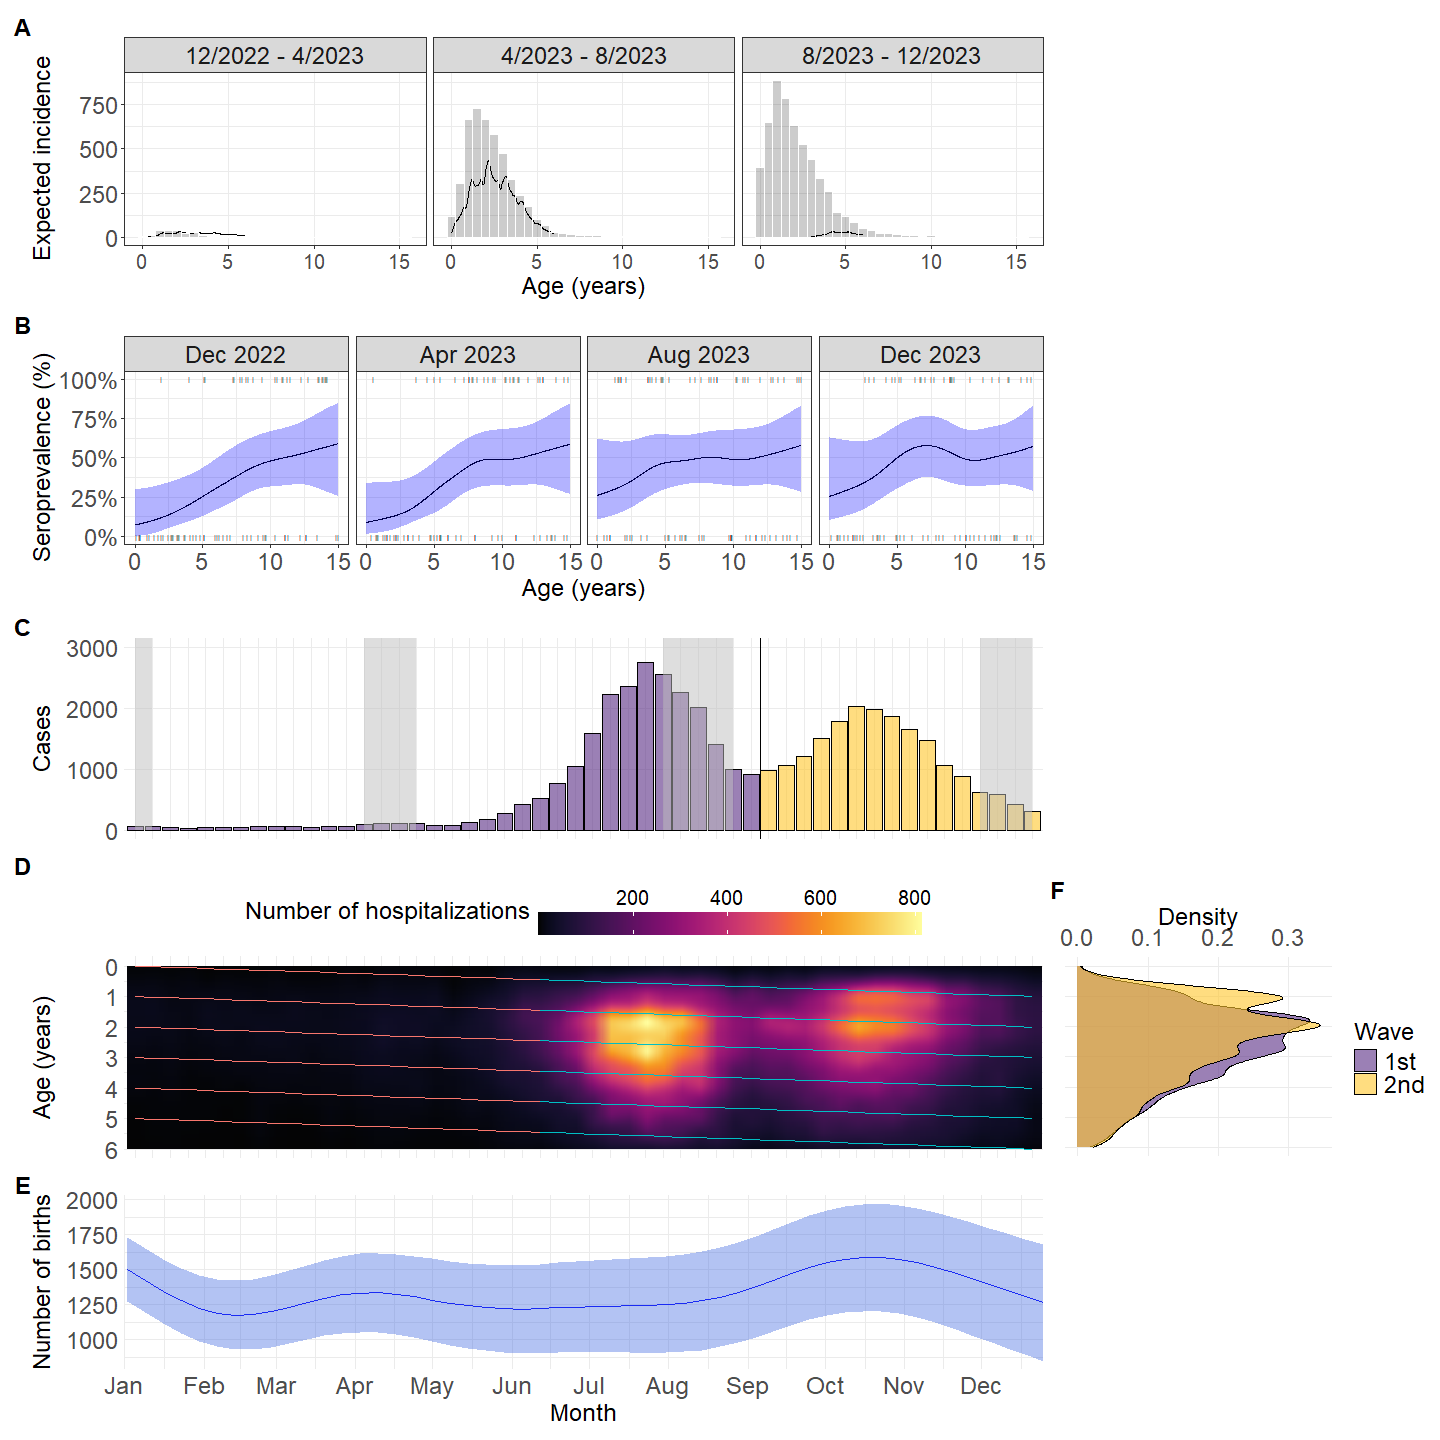 A
12/2022 - 4/2023
4/2023 - 8/2023
8/2023 - 12/2023
Expected incidence
750
500
250
0
0 5 10 15
0 5 10 15
0 5 10 15
Age (years)
B
Dec 2022
Apr 2023
Aug 2023
Dec 2023
Seroprevalence (%)
100%
75%
50%
25%
0%
0 5 10 15
0 5 10 15
0 5 10 15
0 5 10 15
Age (years)
C
Cases
3000
2000
1000
0
D
Number of hospitalizations
200 400 600 800
Age (years)
0
1
2
3
4
5
6
F
Density
0.0 0.1 0.2 0.3
Wave
1st
2nd
E
Number of births
2000
1750
1500
1250
1000
Jan Feb Mar Apr May Jun Jul Aug Sep Oct Nov Dec
Month